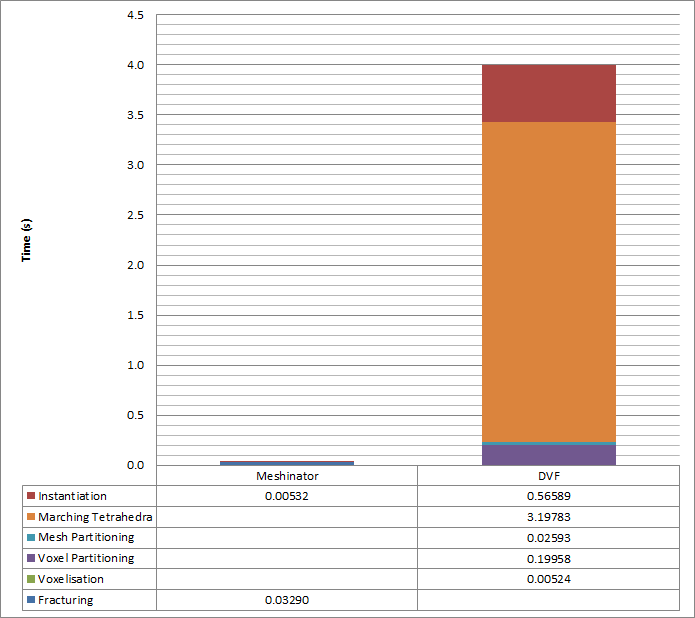 4.5
4.0
3.5
3.0
2.5
2.0
1.5
1.0
0.5
0.0
Time (s)
Meshinator DVF
Instantiation 0.00532 0.56589
Marching Tetrahedra 3.19783
Mesh Partitioning 0.02593
Voxel Partitioning 0.19958
Voxelisation 0.00524
Fracturing 0.03290